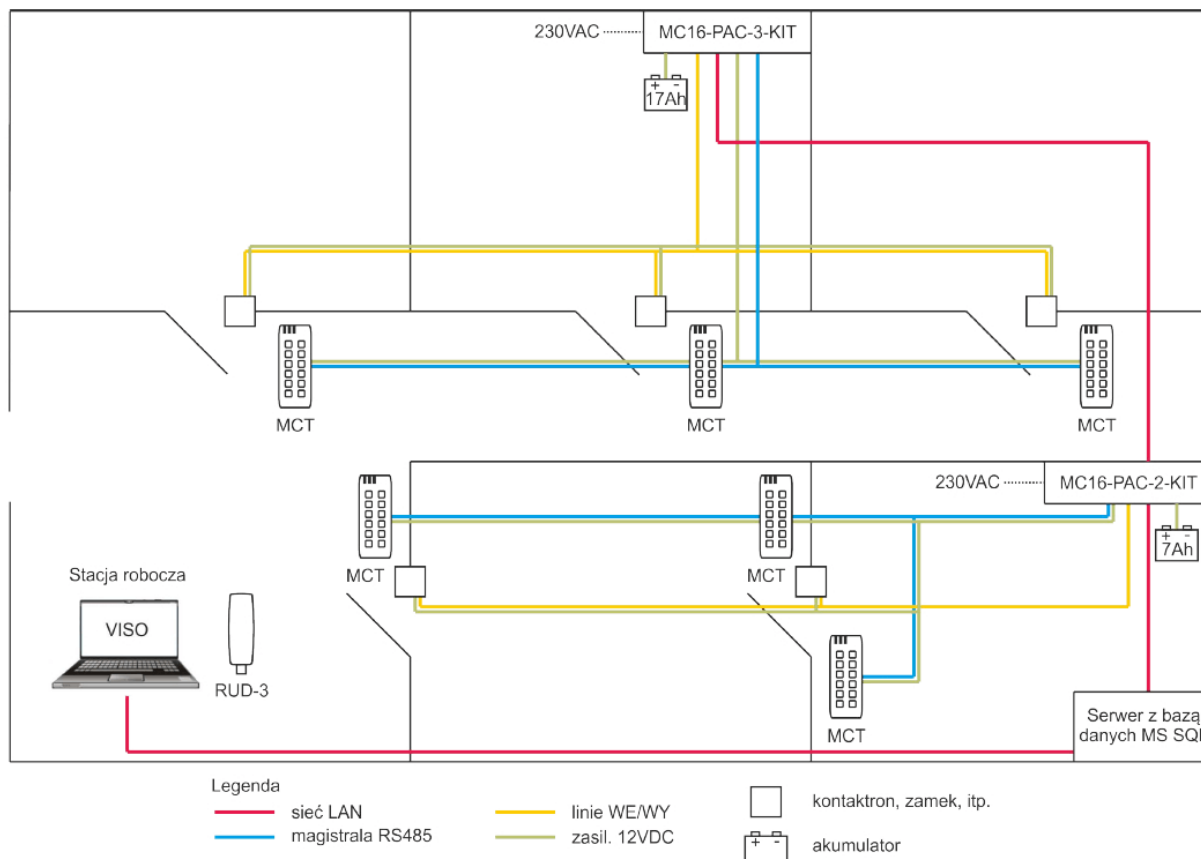 230VAC
MC16-PAC-3-KIT
+ -
17Ah
MCT
MCT
MCT
230VAC
MC16-PAC-2-KIT
+ -
7Ah
MCT
MCT
Stacja robocza
VISO
RUD-3
MCT
Serwer z bazą
danych MS SQL
Legenda
sieć LAN
linie WE/WY
kontaktron, zamek, itp.
magistrala RS485
zasil. 12VDC
+ -
akumulator